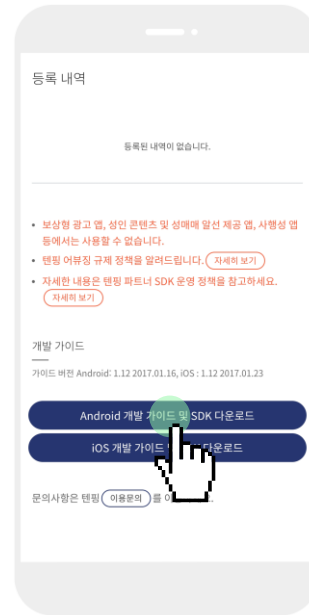 등록 내역
등록된 내역이 없습니다.
• 보상형 광고 앱, 성인 콘텐츠 및 성매매 알선 제공 앱, 사행성 앱
등에서는 사용할 수 없습니다.
• 텐핑 어뷰징 규제 정책을 알려드립니다. 자세히 보기
• 자세한 내용은 텐핑 파트너 SDK 운영 정책을 참고하세요.
자세히 보기
개발 가이드
가이드 버전 Android: 1.12 2017.01.16, iOS : 1.12 2017.01.23
Android 개발 가이드 및 SDK 다운로드
iOS 개발 가이드 다운로드
문의사항은 텐핑 이용문의 를